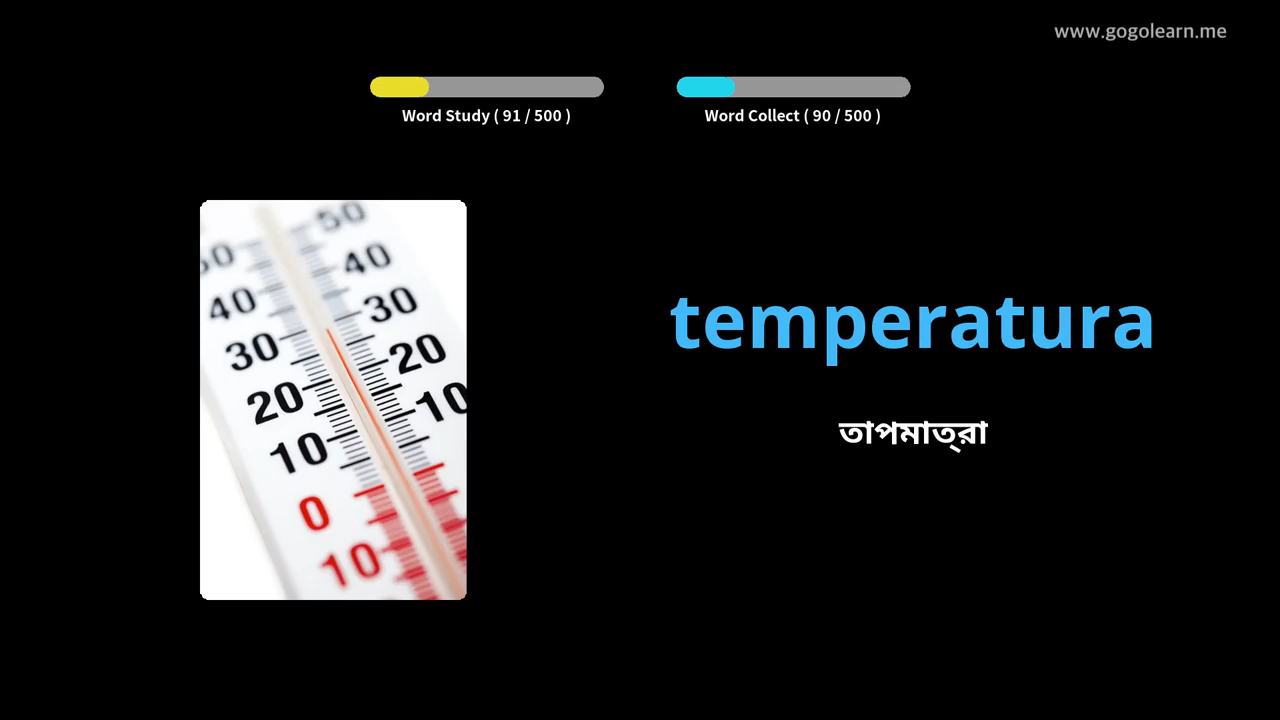 www.gogolearn.me
Word Study ( 91 / 500 )
Word Collect ( 90 / 500 )
50
40
40
30
30
20
20
10
10
0
10
temperatura
তাপমাত্রা